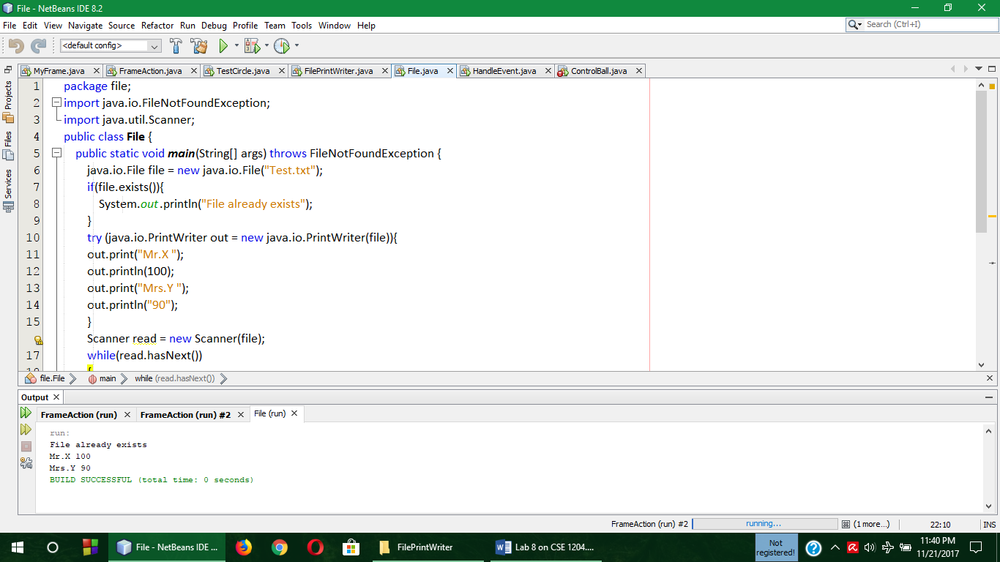 File - NetBeans IDE 8.2
File Edit View Navigate Source Refactor Run Debug Profile Team Tools Window Help
Search (Ctrl+I)
<default config>
MyFrame.java FrameAction.java TestCircle.java FilePrintWriter.java File.java HandleEvent.java ControlBall.java
Projects
Files
Services
1 package file;
2 import java.io.FileNotFoundException;
3 import java.util.Scanner;
4 public class File {
5 public static void main(String[] args) throws FileNotFoundException {
6 java.io.File file = new java.io.File("Test.txt");
7 if(file.exists()){
8 System.out.println("File already exists");
9 }
10 try (java.io.PrintWriter out = new java.io.PrintWriter(file)){
11 out.print("Mr.X ");
12 out.println(100);
13 out.print("Mrs.Y ");
14 out.println("90");
15 }
Scanner read = new Scanner(file);
17 while(read.hasNext())
18 {
file.File main while (read.hasNext())
Output
FrameAction (run) FrameAction (run) #2 File (run)
run:
File already exists
Mr.X 100
Mrs.Y 90
BUILD SUCCESSFUL (total time: 0 seconds)
FrameAction (run) #2 running... (1 more...) 22:10 INS
File - NetBeans IDE ... FilePrintWriter Lab 8 on CSE 1204....
Not registered!
11:40 PM
11/21/2017